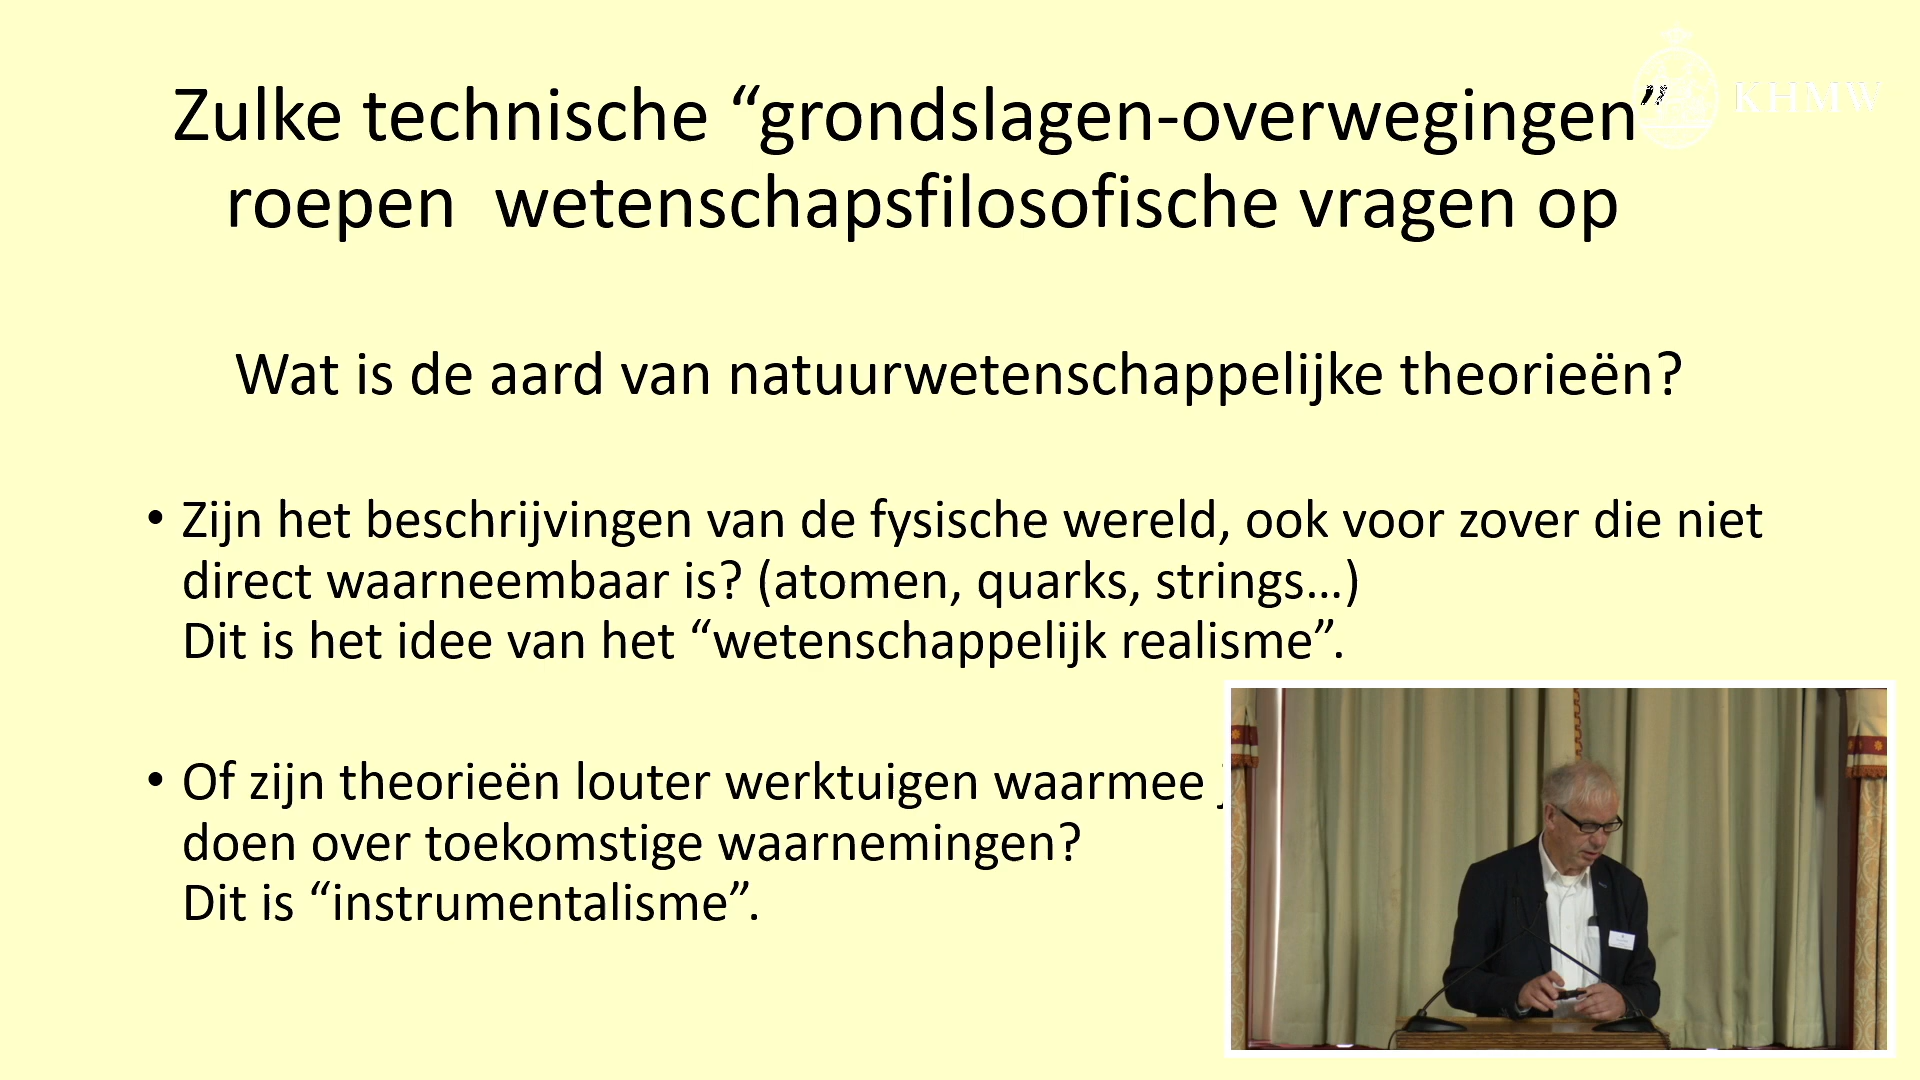 Zulke technische “grondslagen-overwegingen”
KHMW
roepen wetenschapsfilosofische vragen op
Wat is de aard van natuurwetenschappelijke theorieën?
• Zijn het beschrijvingen van de fysische wereld, ook voor zover die niet
direct waarneembaar is? (atomen, quarks, strings...)
Dit is het idee van het “wetenschappelijk realisme”.
• Of zijn theorieën louter werktuigen waarmee
doen over toekomstige waarnemingen?
Dit is “instrumentalisme”.